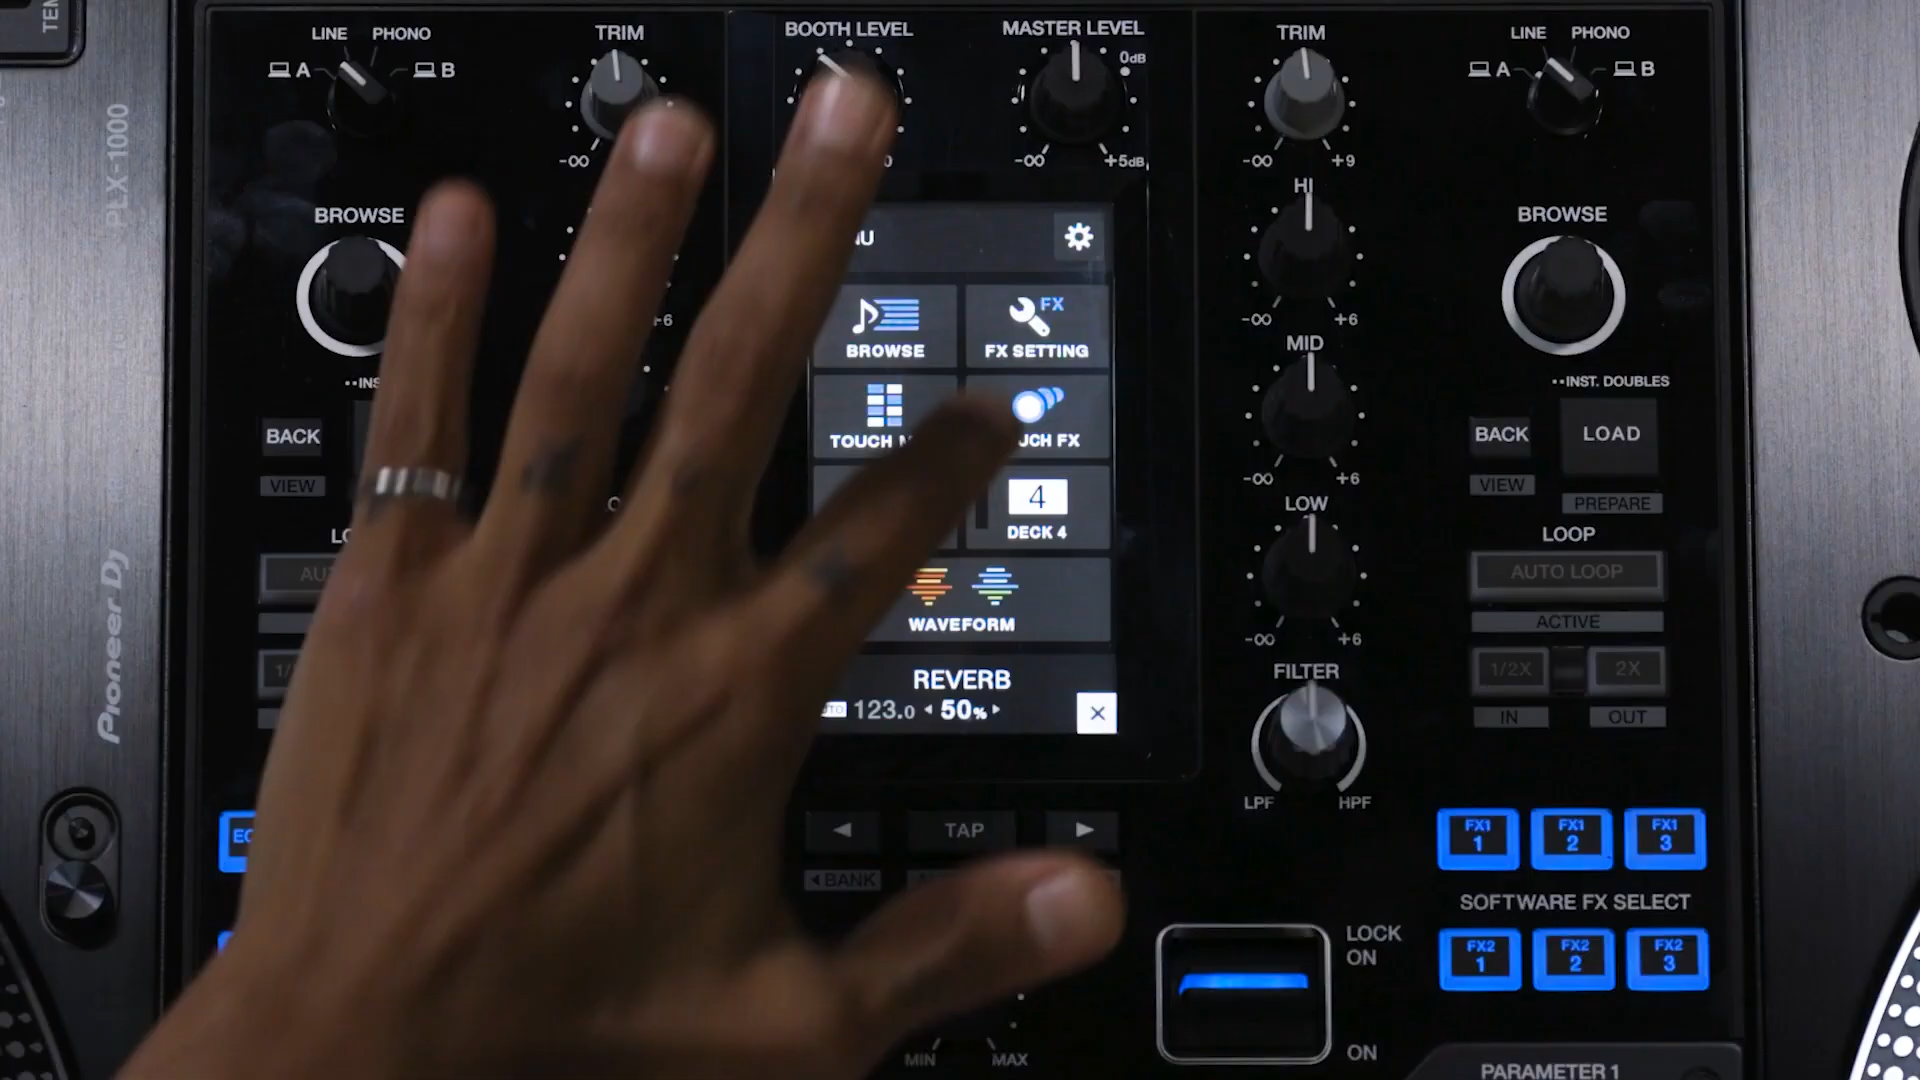 TEM
LINE PHONO
A B
TRIM
BOOTH LEVEL
MASTER LEVEL
TRIM
LINE PHONO
A B
0dB
-∞
0
-∞ +5dB
-∞ +9
PLX-1000
BROWSE
HI
BROWSE
+6
-∞ +6
MID
BROWSE
FX
FX SETTING
INST. DOUBLES
BACK
VIEW
-∞ +6
BACK LOAD
VIEW PREPARE
LOW
4
DECK 4
LOOP
AUTO LOOP
ACTIVE
WAVEFORM
-∞ +6
Pioneer Dj
1/2X 2X
IN OUT
FILTER
LPF HPF
REVERB
123.0 50%
TAP
BANK
FX1 1 FX1 2 FX1 3
SOFTWARE FX SELECT
FX2 1 FX2 2 FX2 3
LOCK
ON
ON
MIN MAX
PARAMETER 1